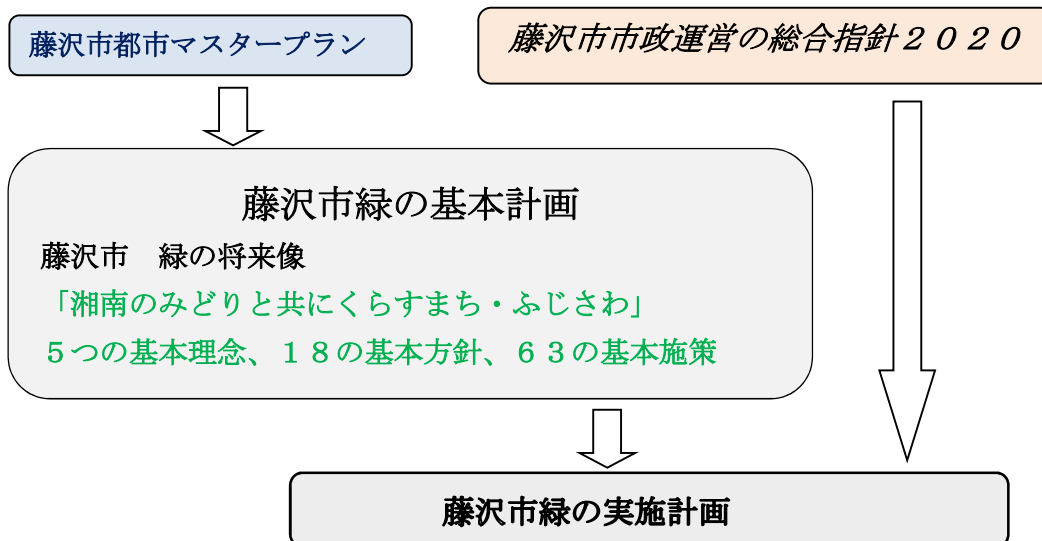 藤沢市都市マスタープラン
藤沢市市政運営の総合指針２０２０
藤沢市緑の基本計画
藤沢市　緑の将来像
「湘南のみどりと共にくらすまち・ふじさわ」
５つの基本理念、１８の基本方針、６３の基本施策
藤沢市緑の実施計画